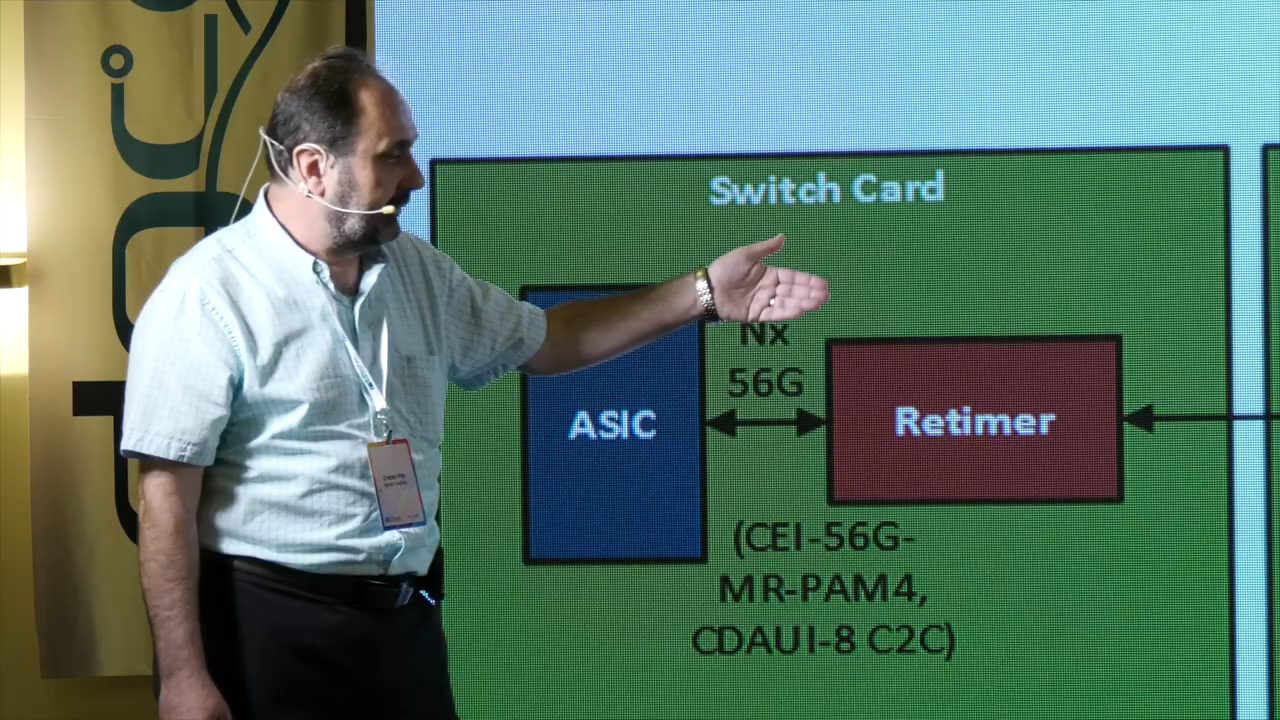 Switch Card
Nx
56G
ASIC
Retimer
(CEI-56G-
MR-PAM4,
CDAUI-8 C2C)